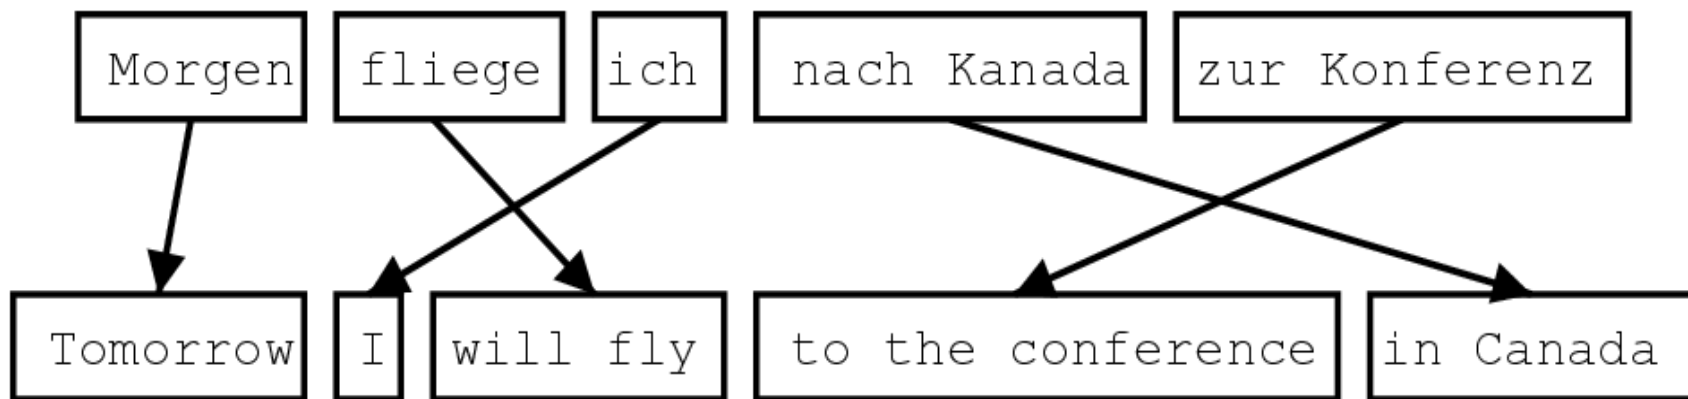 Morgen fliege ich nach Kanada zur Konferenz
Tomorrow I will fly to the conference in Canada